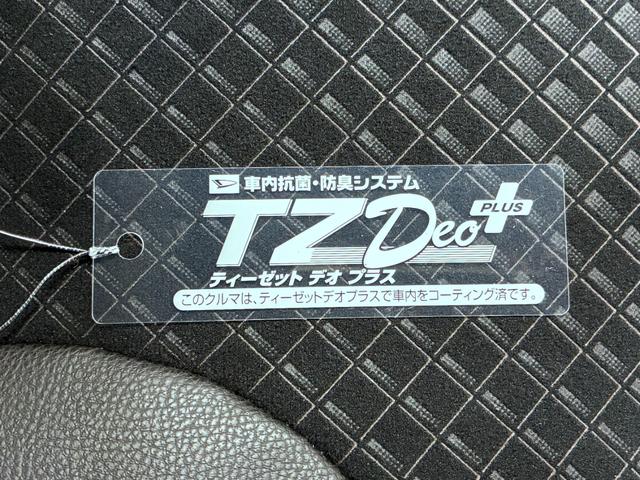 車内抗菌・防臭システム
TZ Deo PLUS
ティーゼット デオ プラス
このクルマは、ティーゼットデオプラスで車内をコーティング済です。